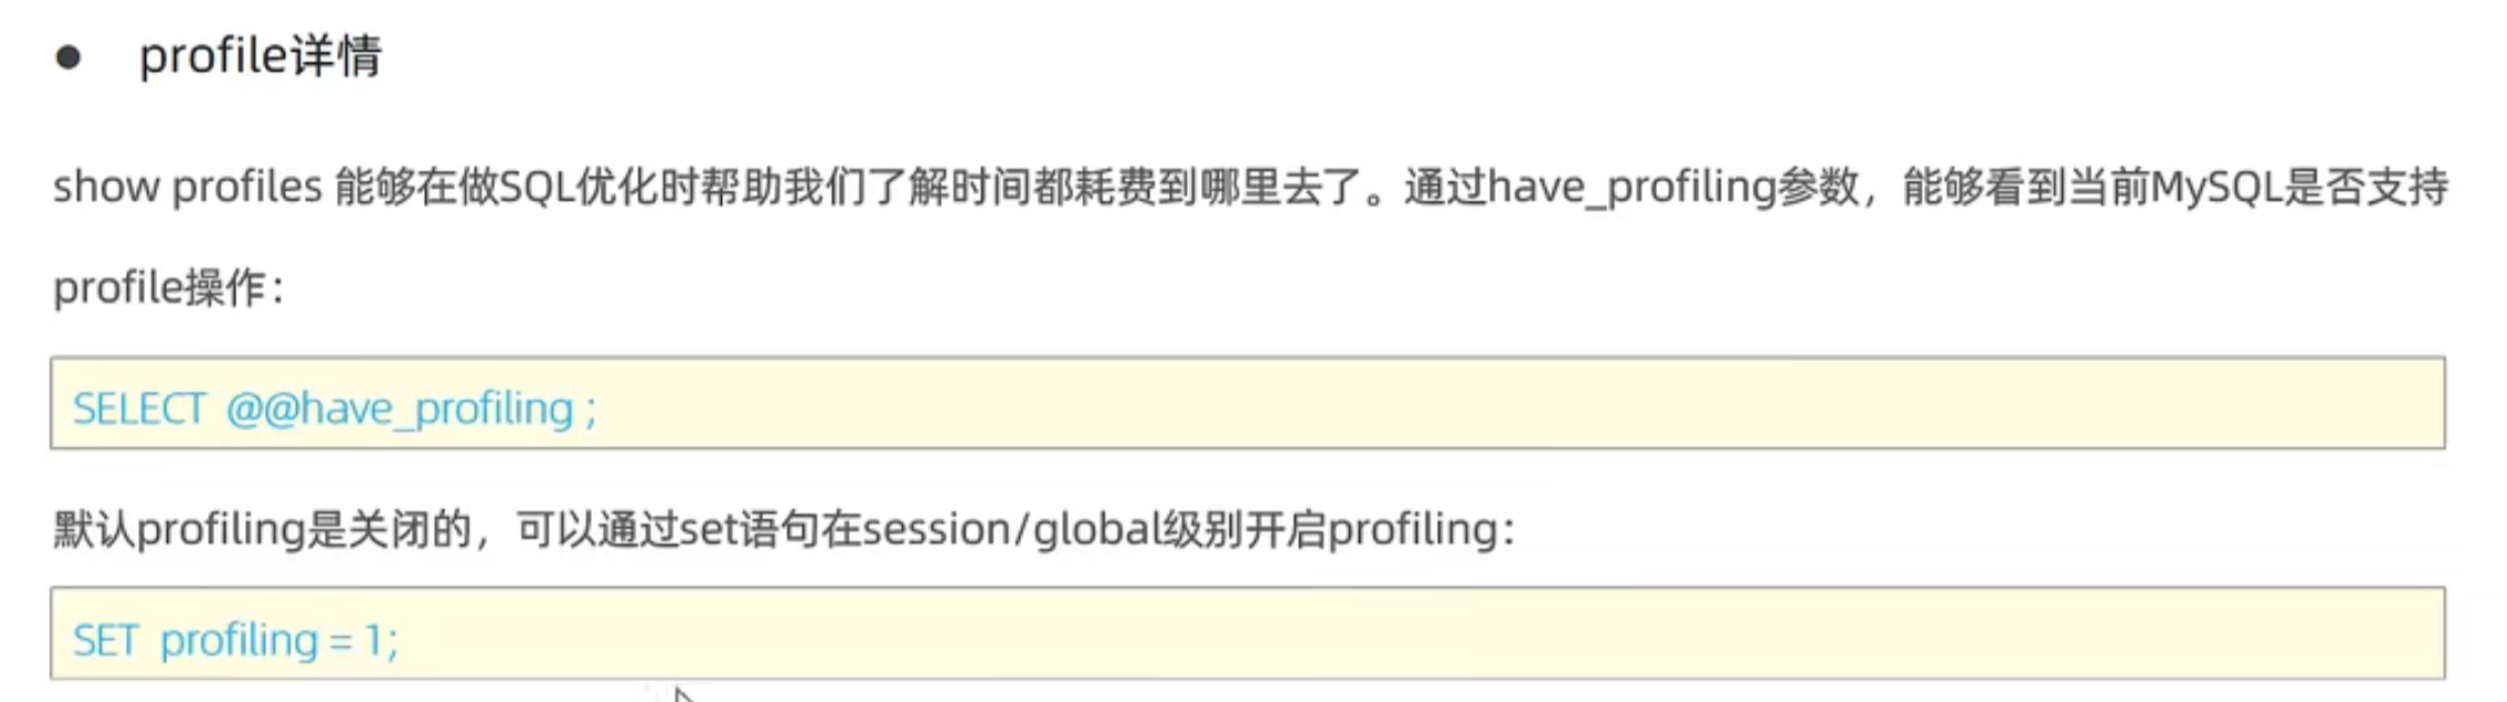 ● profile详情
show profiles 能够在做SQL优化时帮助我们了解时间都耗费到哪里去了。通过have_profiling参数，能够看到当前MySQL是否支持
profile操作：
SELECT @@have_profiling ;
默认profiling是关闭的，可以通过set语句在session/global级别开启profiling：
SET profiling = 1;